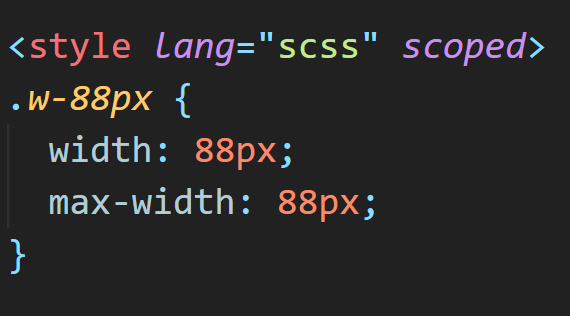 <style lang="scss" scoped>
.w-88px {
  width: 88px;
  max-width: 88px;
}